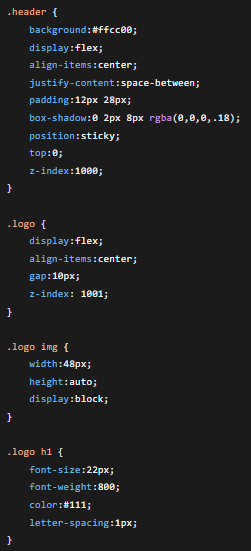 .header {
    background:#ffcc00;
    display:flex;
    align-items:center;
    justify-content:space-between;
    padding:12px 28px;
    box-shadow:0 2px 8px rgba(0,0,0,.18);
    position:sticky;
    top:0;
    z-index:1000;
}

.logo {
    display:flex;
    align-items:center;
    gap:10px;
    z-index: 1001;
}

.logo img {
    width:48px;
    height:auto;
    display:block;
}

.logo h1 {
    font-size:22px;
    font-weight:800;
    color:#111;
    letter-spacing:1px;
}